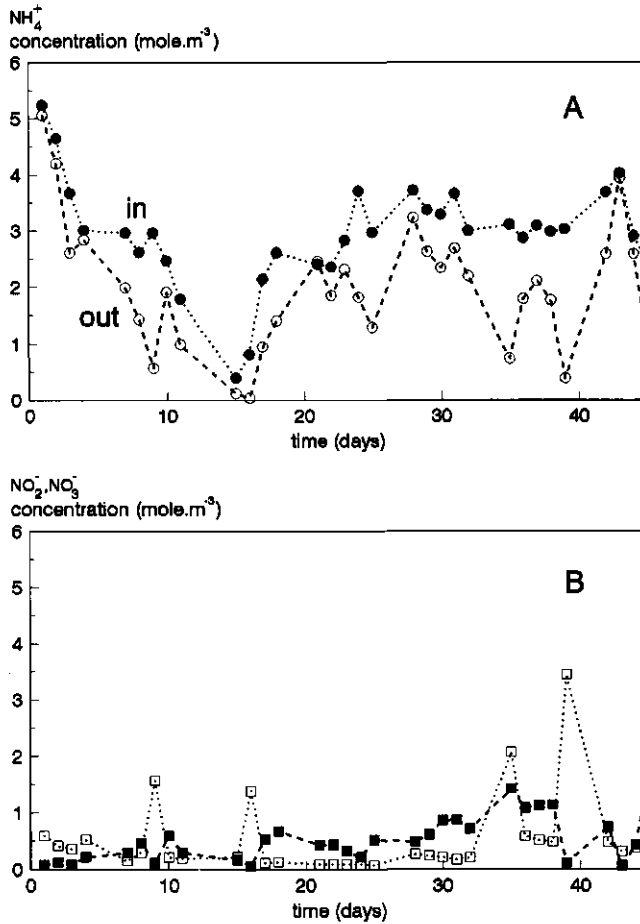 NH₄⁺
concentration (mole.m⁻³)
6
A
5
4
in
3
2
out
1
0
0 10 20 30 40
time (days)
NO₂⁻,NO₃⁻
concentration (mole.m⁻³)
6
B
5
4
3
2
1
0
0 10 20 30 40
time (days)